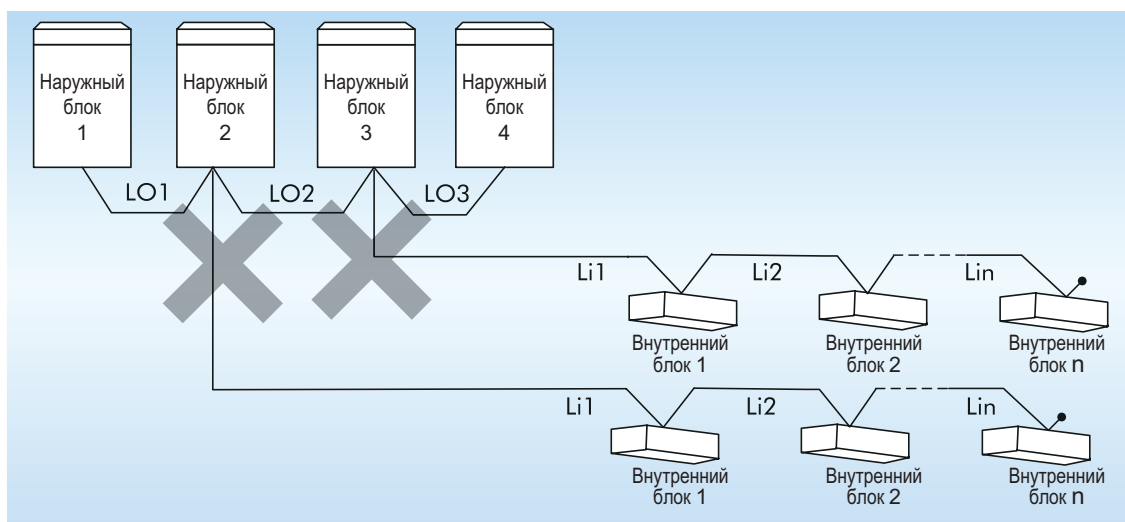 Наружный
блок
1
Наружный
блок
2
Наружный
блок
3
Наружный
блок
4
LO1
LO2
LO3
Li1
Li2
Lin
Внутренний
блок 1
Внутренний
блок 2
Внутренний
блок n
Li1
Li2
Lin
Внутренний
блок 1
Внутренний
блок 2
Внутренний
блок n